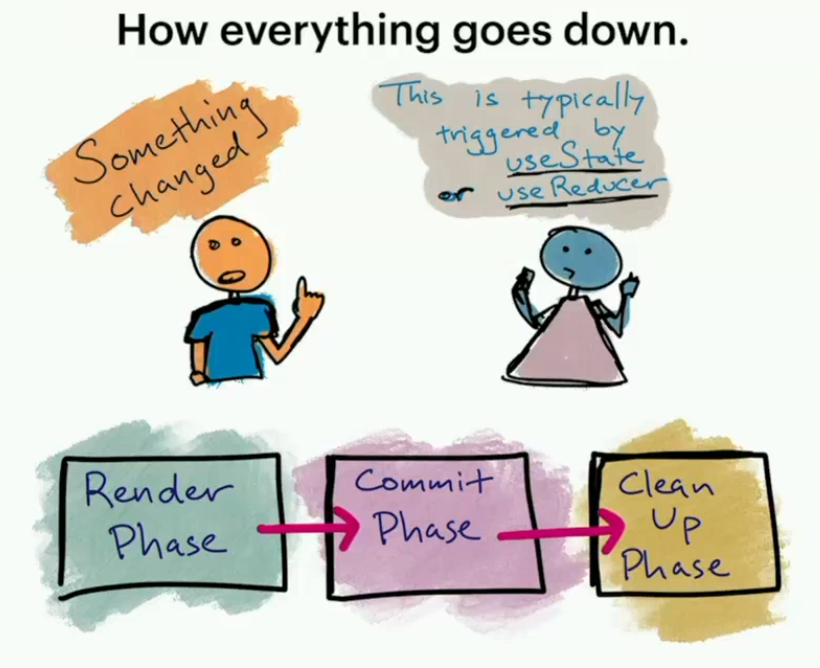 How everything goes down.
Something
changed
This is typically
triggered by
useState
or useReducer
Render
Phase
Commit
Phase
Clean
Up
Phase